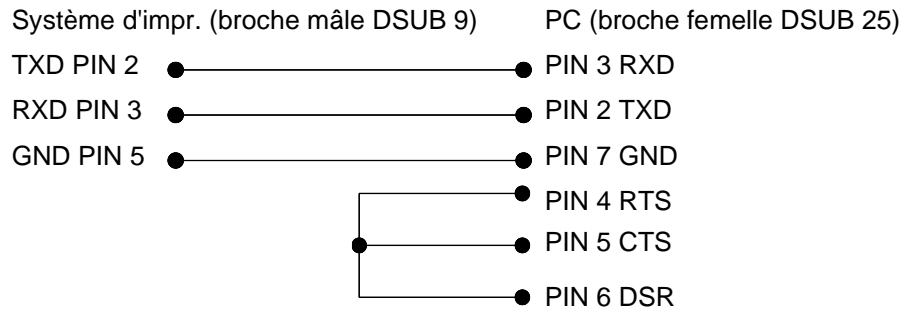 Système d'impr. (broche mâle DSUB 9) PC (broche femelle DSUB 25)
TXD PIN 2 PIN 3 RXD
RXD PIN 3 PIN 2 TXD
GND PIN 5 PIN 7 GND
PIN 4 RTS
PIN 5 CTS
PIN 6 DSR